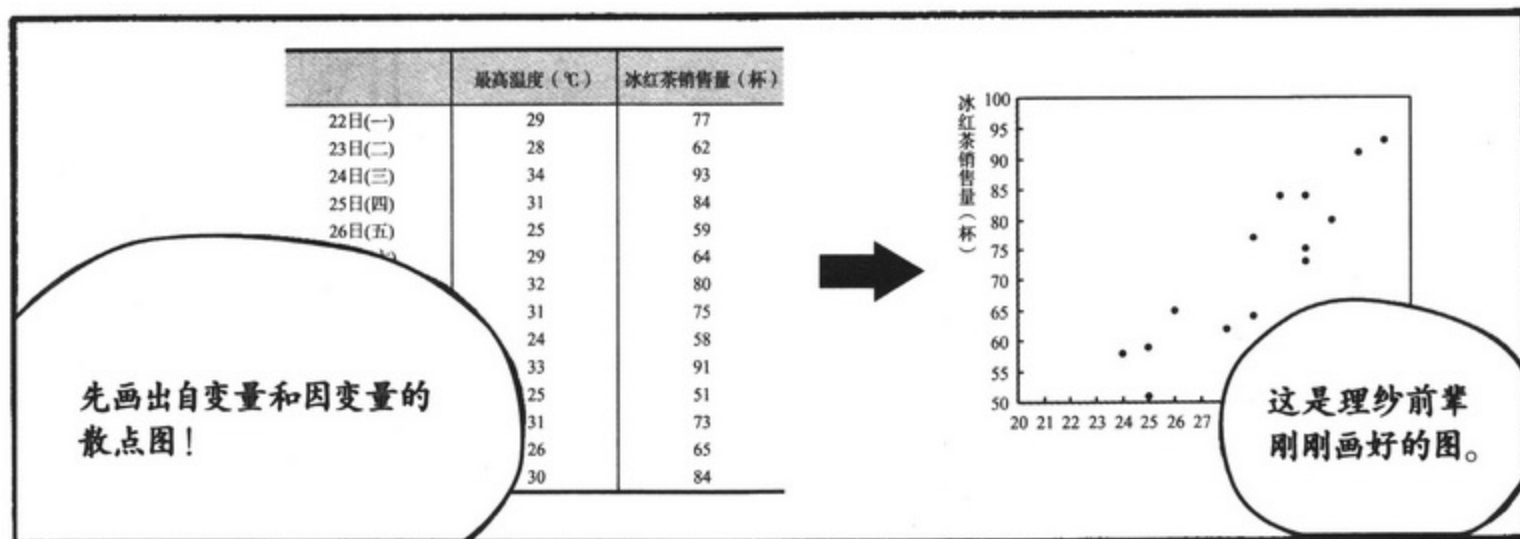 最高温度（℃） 冰红茶销售量（杯）
22日(一) 29 77
23日(二) 28 62
24日(三) 34 93
25日(四) 31 84
26日(五) 25 59
29 64
32 80
31 75
24 58
33 91
25 51
31 73
26 65
30 84
先画出自变量和因变量的
散点图！
冰红茶销售量（杯）
100
95
90
85
80
75
70
65
60
55
50
20 21 22 23 24 25 26 27
这是理纱前辈
刚刚画好的图。